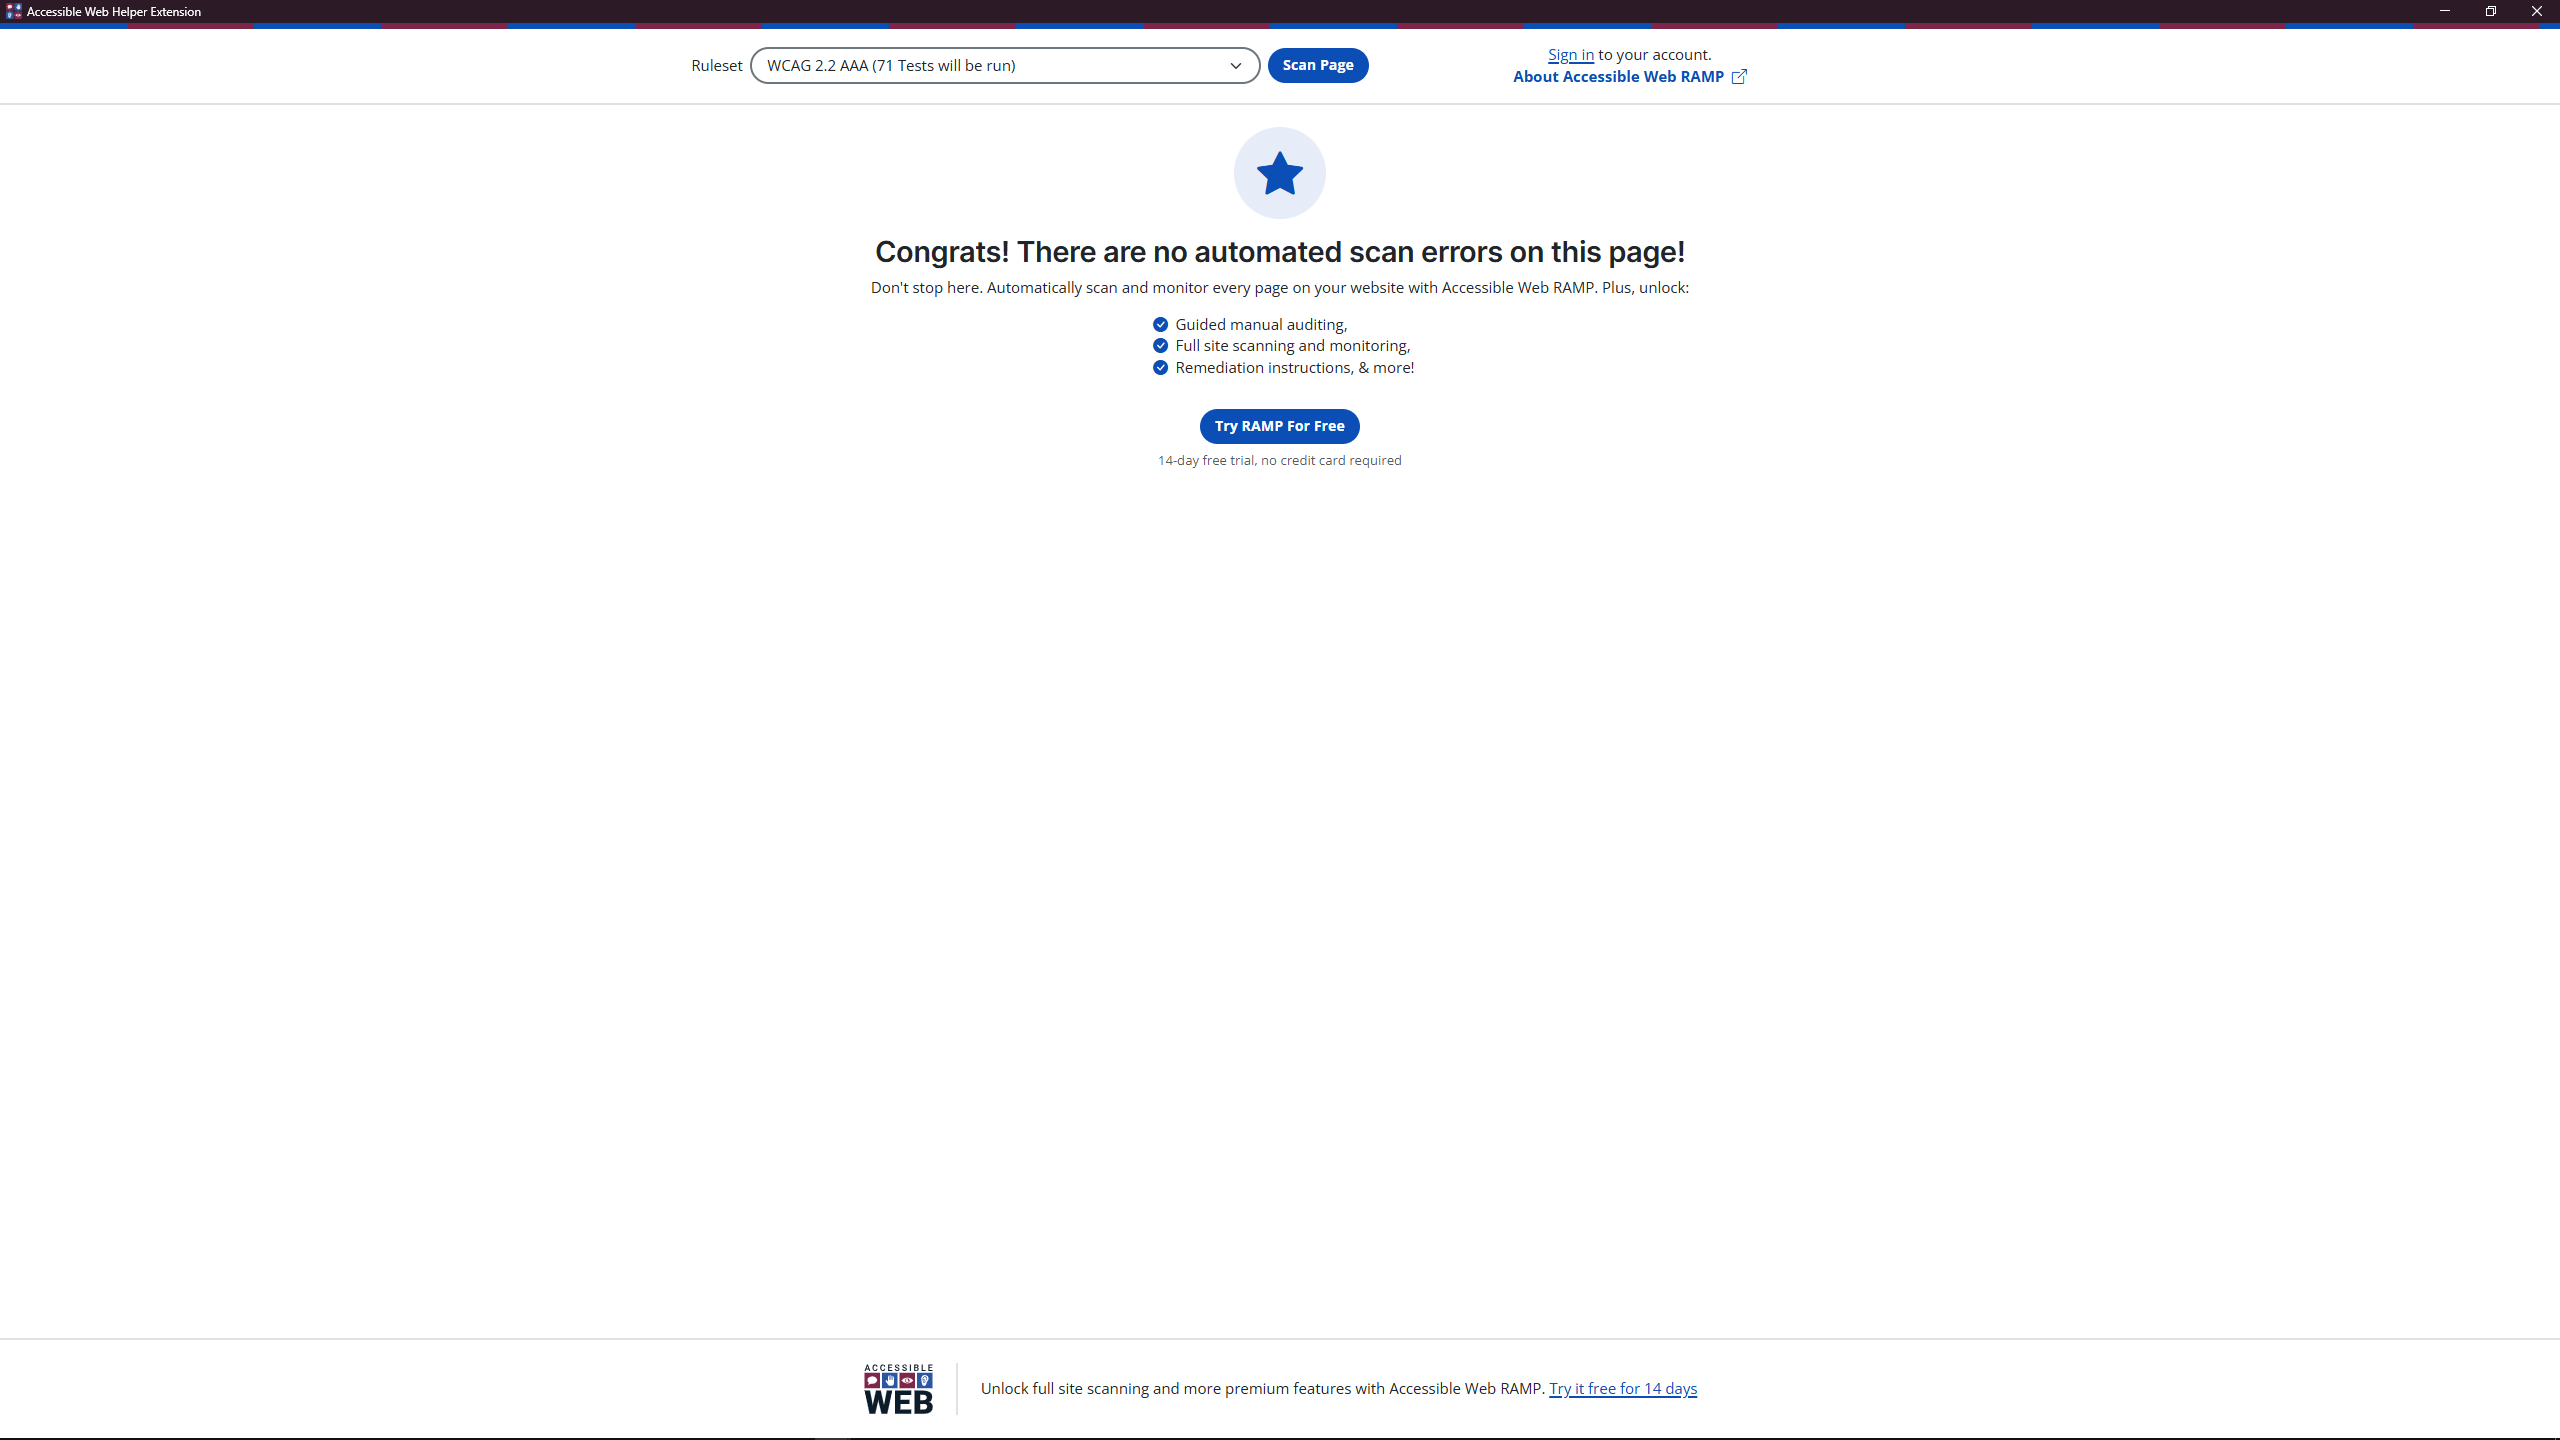 Accessible Web Helper Extension
Ruleset
WCAG 2.2 AAA (71 Tests will be run)
Scan Page
Sign in to your account.
About Accessible Web RAMP
Congrats! There are no automated scan errors on this page!
Don't stop here. Automatically scan and monitor every page on your website with Accessible Web RAMP. Plus, unlock:
Guided manual auditing,
Full site scanning and monitoring,
Remediation instructions, & more!
Try RAMP For Free
14-day free trial, no credit card required
ACCESSIBLE
WEB
Unlock full site scanning and more premium features with Accessible Web RAMP. Try it free for 14 days